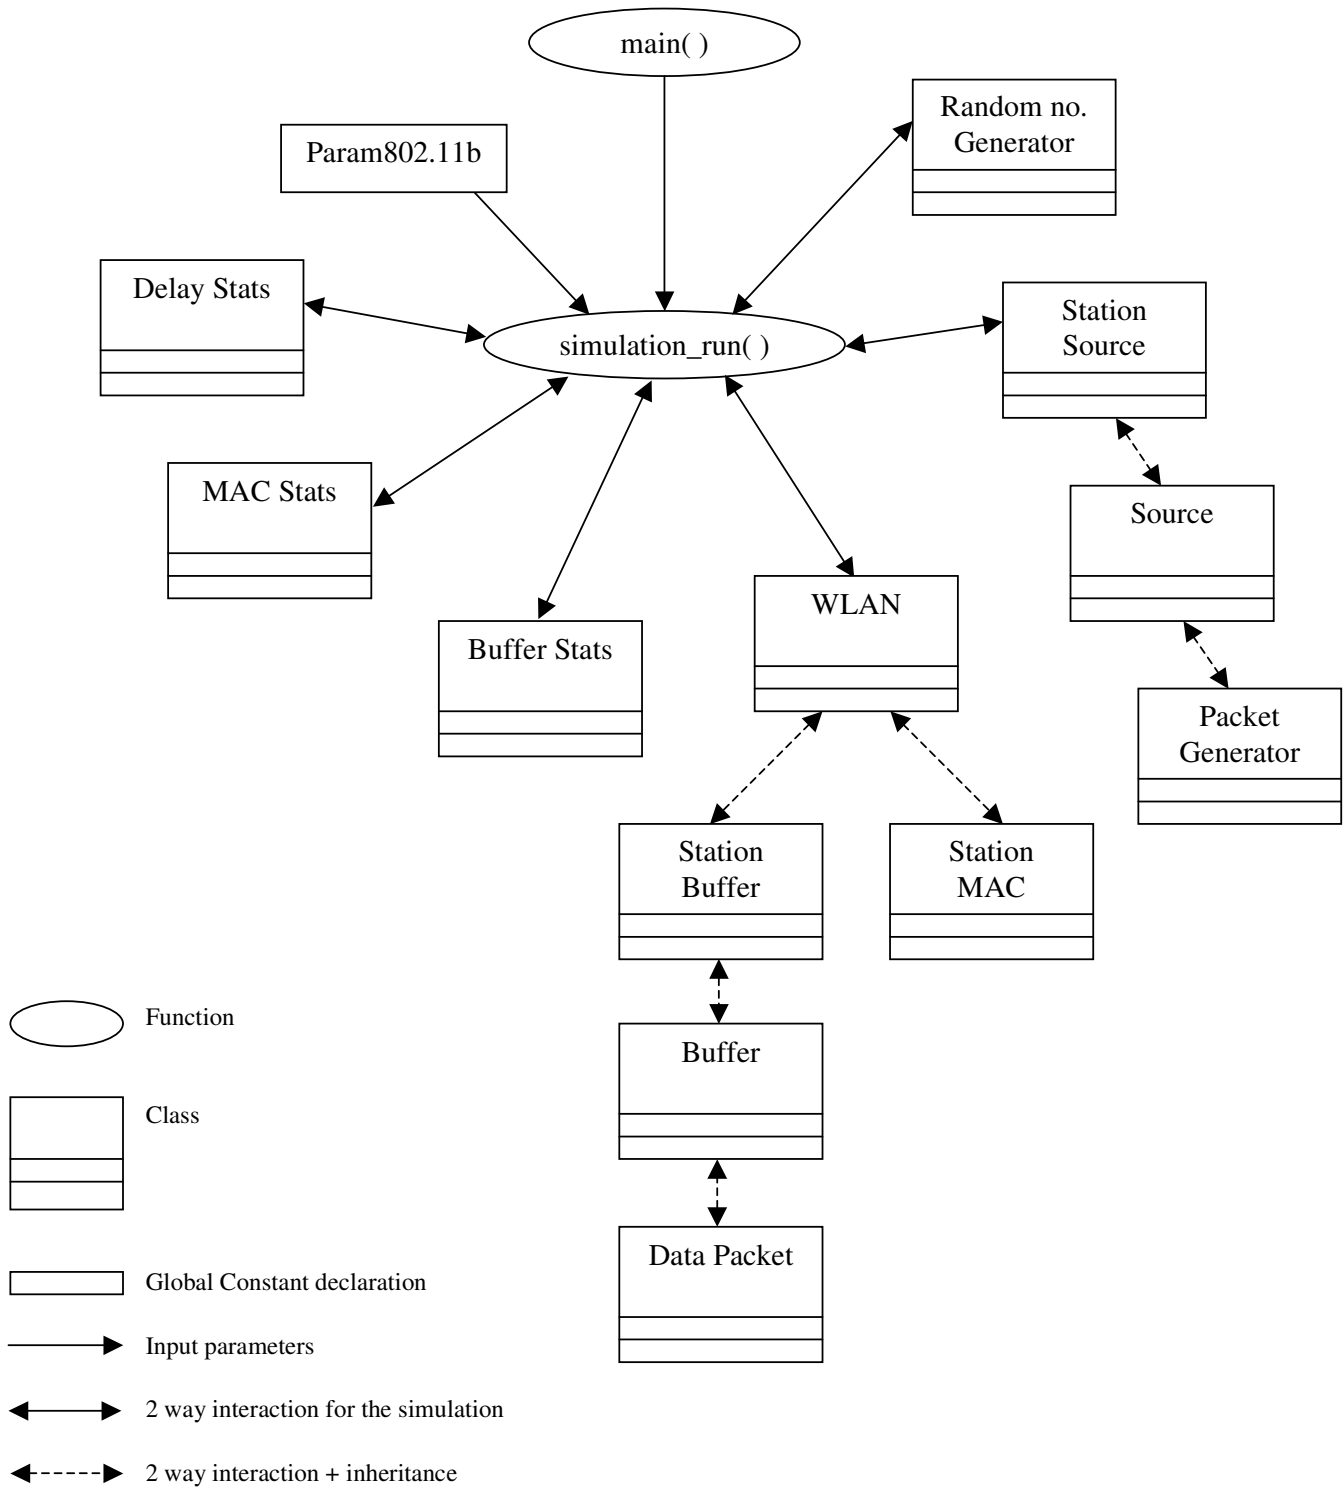 main( )
Random no.
Generator
Param802.11b
Delay Stats
Station
Source
simulation_run( )
MAC Stats
Source
WLAN
Buffer Stats
Packet
Generator
Station
Buffer
Station
MAC
Function
Buffer
Class
Data Packet
Global Constant declaration
Input parameters
2 way interaction for the simulation
2 way interaction + inheritance